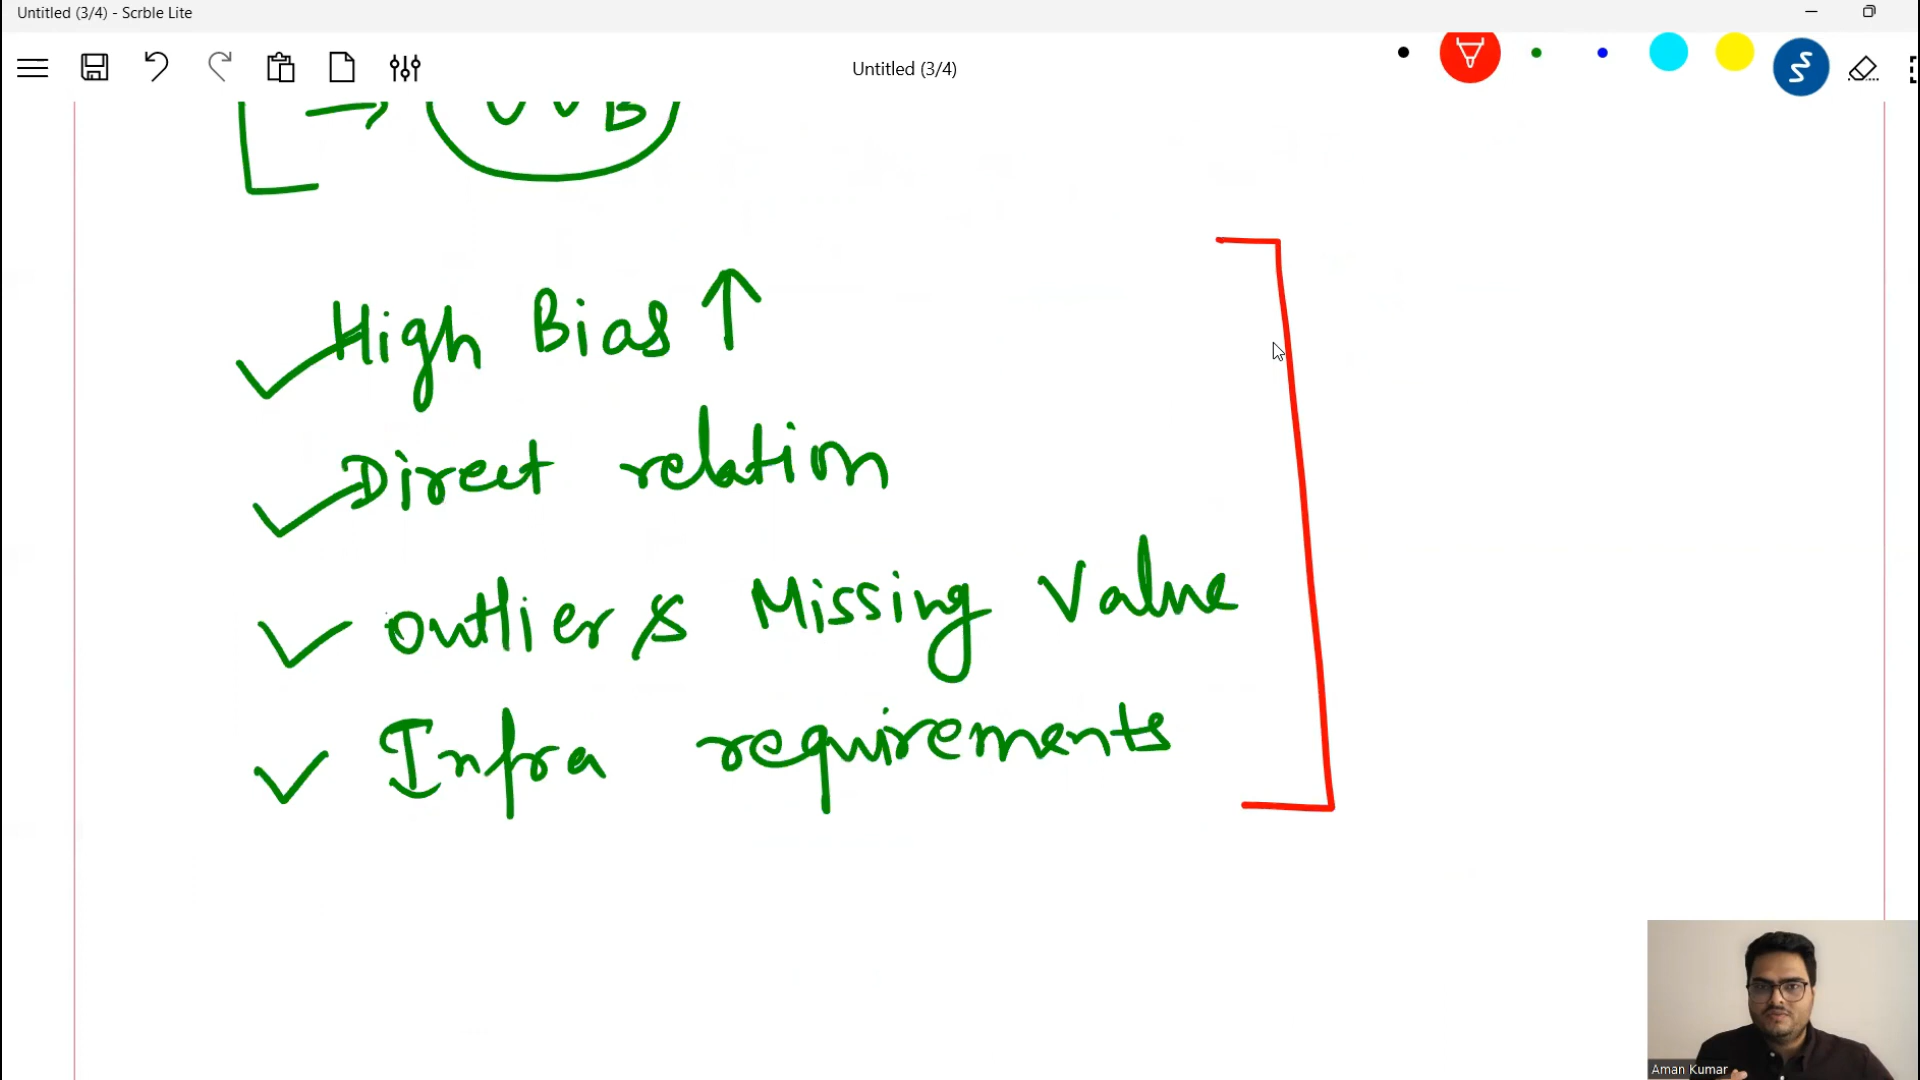 Untitled (3/4) - Scrble Lite
Untitled (3/4)
High Bias ↑
✓ Direct relation
✓ Outlier & Missing Value
✓ Infra requirements
Aman Kumar